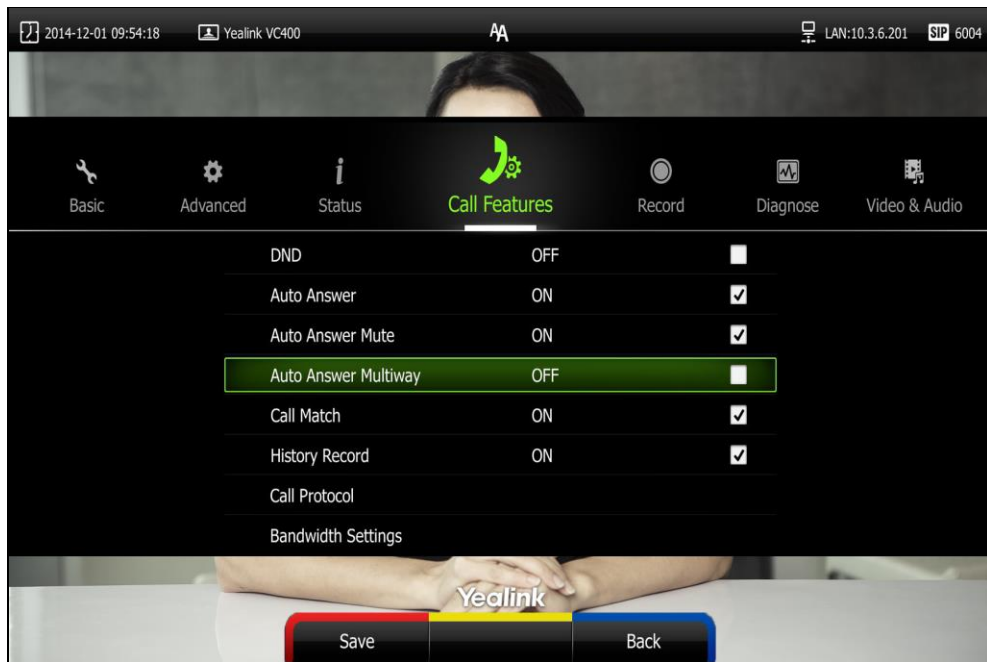 2014-12-01 09:54:18 Yealink VC400 AA LAN:10.3.6.201 SIP 6004
Basic Advanced Status Call Features Record Diagnose Video & Audio
DND OFF
Auto Answer ON
Auto Answer Mute ON
Auto Answer Multiway OFF
Call Match ON
History Record ON
Call Protocol
Bandwidth Settings
Yealink
Save Back